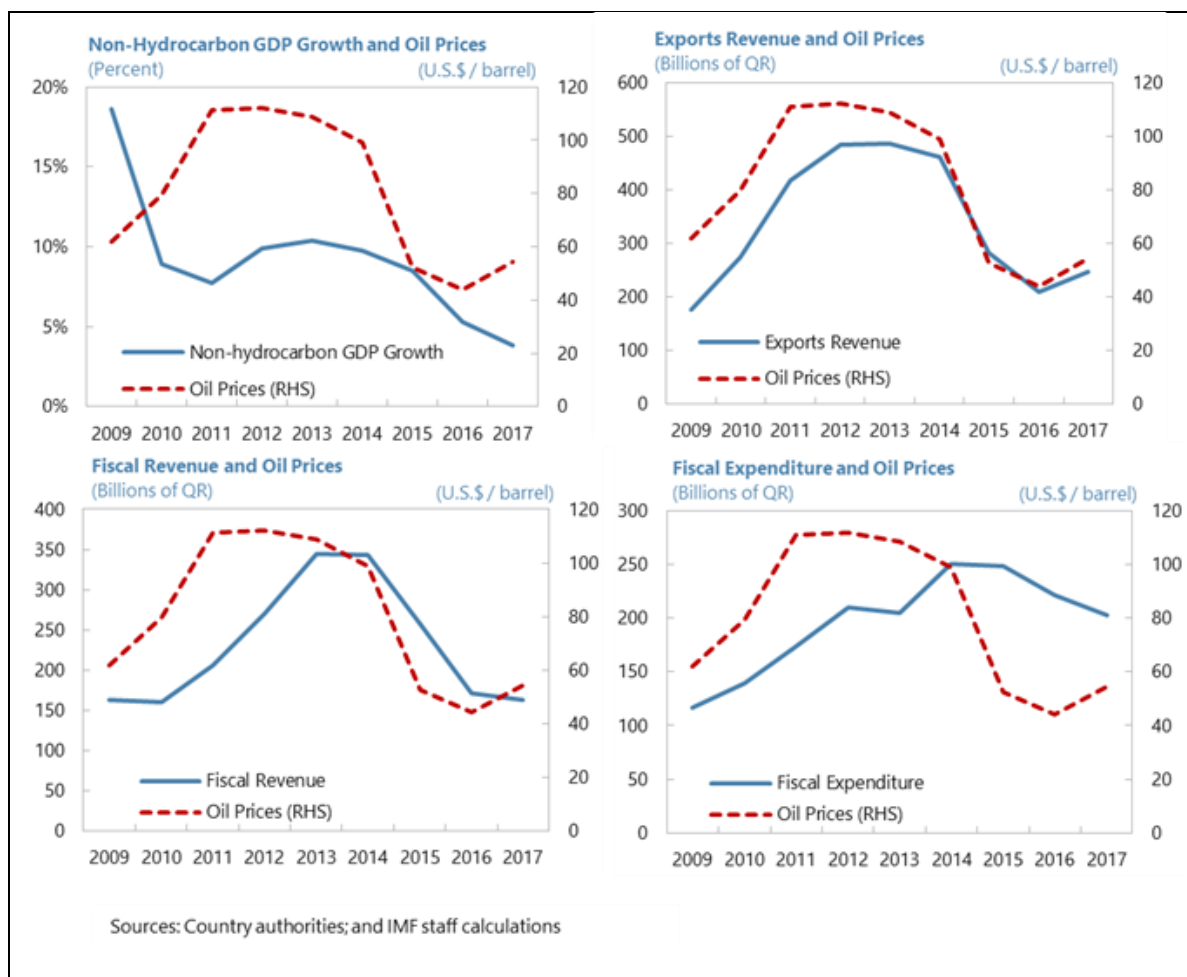 Non-Hydrocarbon GDP Growth and Oil Prices
(Percent) (U.S.$ / barrel)
20% 120
100
15%
80
10% 60
40
5%
20
0% 0
Non-hydrocarbon GDP Growth
Oil Prices (RHS)
2009 2010 2011 2012 2013 2014 2015 2016 2017
Exports Revenue and Oil Prices
(Billions of QR) (U.S.$ / barrel)
600 120
500 100
400 80
300 60
200 40
100 20
0 0
Exports Revenue
Oil Prices (RHS)
2009 2010 2011 2012 2013 2014 2015 2016 2017
Fiscal Revenue and Oil Prices
(Billions of QR) (U.S.$ / barrel)
400 120
350
100
300
80
250
200 60
150
40
100
20
50
0 0
Fiscal Revenue
Oil Prices (RHS)
2009 2010 2011 2012 2013 2014 2015 2016 2017
Fiscal Expenditure and Oil Prices
(Billions of QR) (U.S.$ / barrel)
300 120
250 100
200 80
150 60
100 40
50 20
0 0
Fiscal Expenditure
Oil Prices (RHS)
2009 2010 2011 2012 2013 2014 2015 2016 2017
Sources: Country authorities; and IMF staff calculations